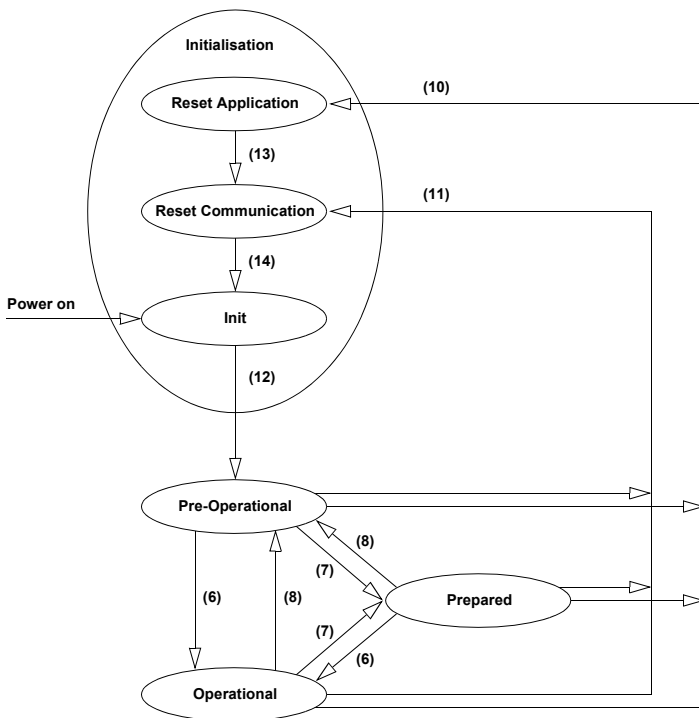 Initialisation
(10)
Reset Application
(13)
(11)
Reset Communication
(14)
Power on
Init
(12)
Pre-Operational
(8)
(7)
(6)
(8)
Prepared
(7)
(6)
Operational